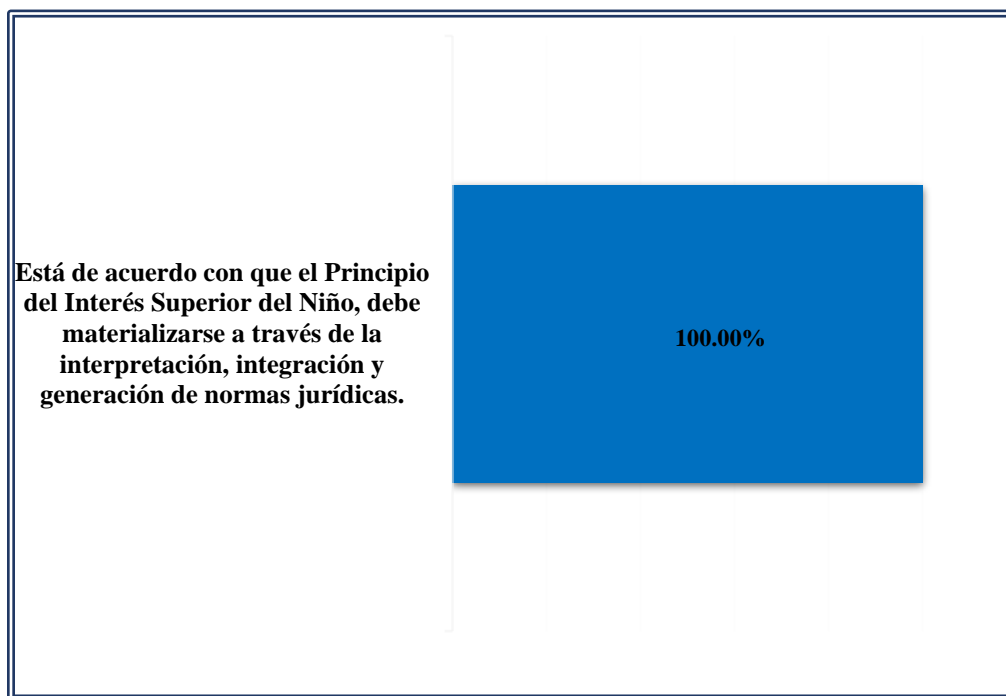 Está de acuerdo con que el Principio
del Interés Superior del Niño, debe
materializarse a través de la
interpretación, integración y
generación de normas jurídicas.
100.00%